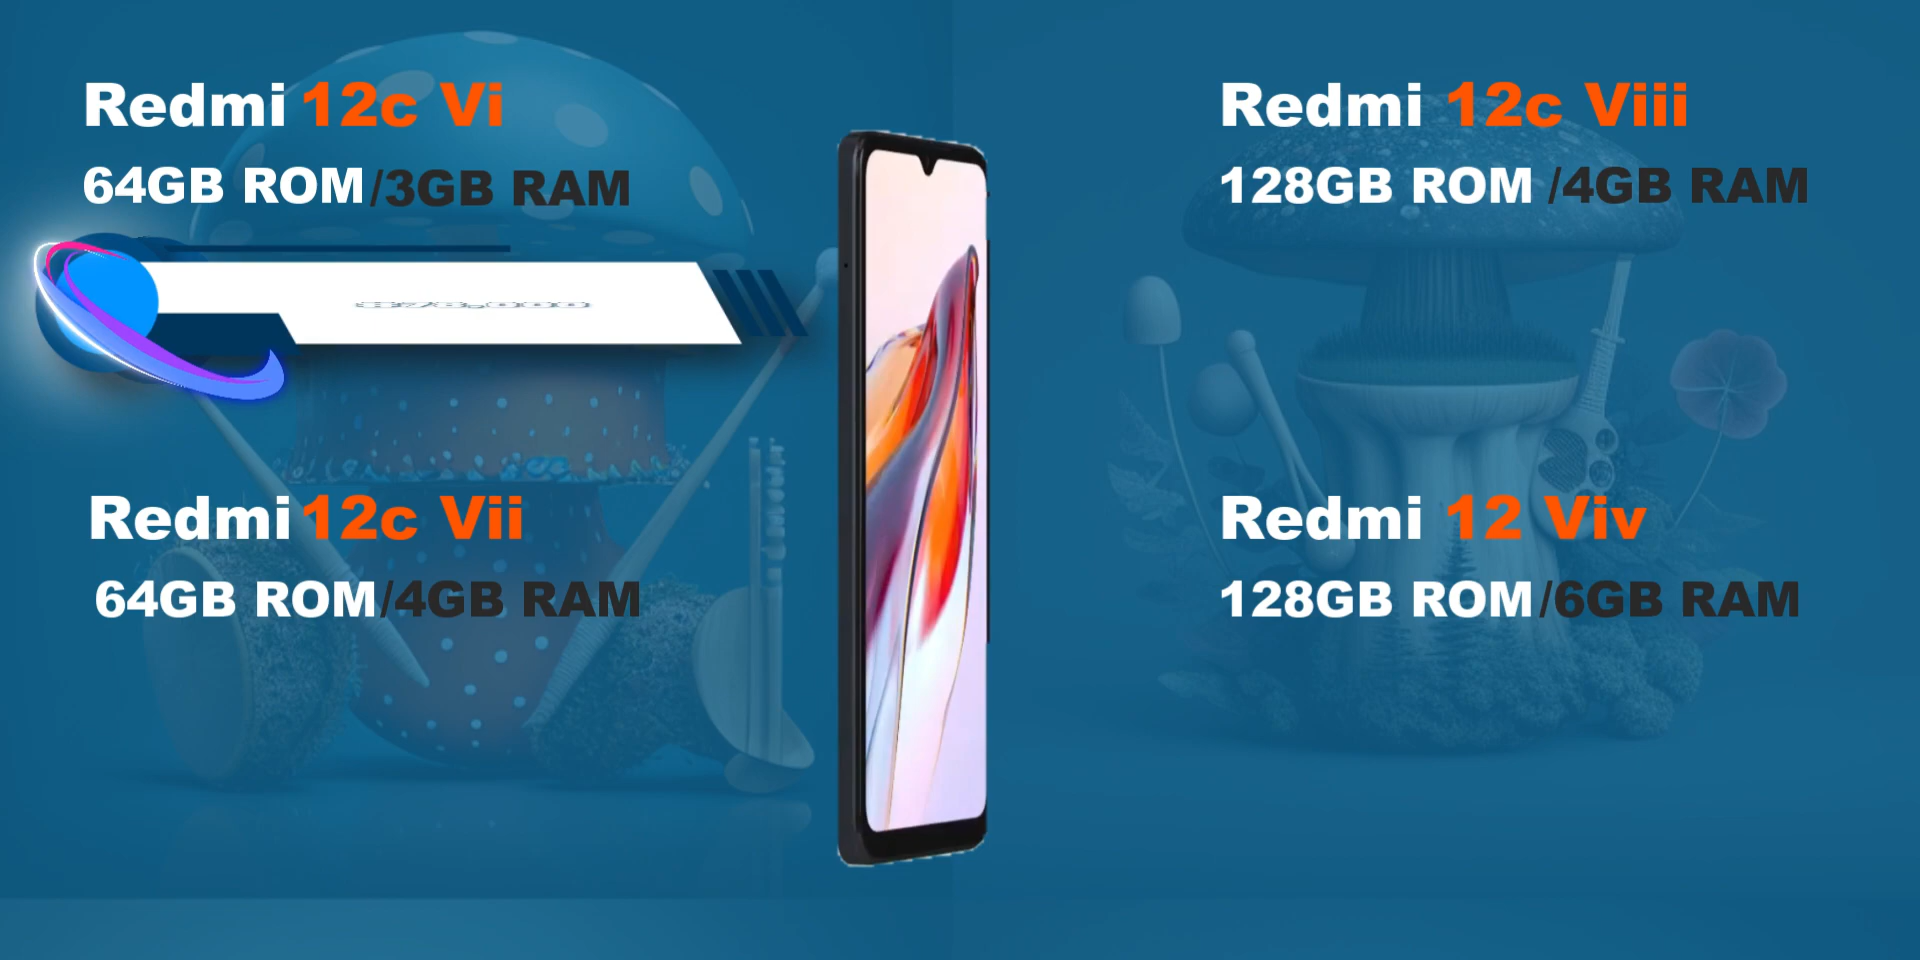 Redmi 12c Vi
64GB ROM/3GB RAM
Redmi 12c Vii
64GB ROM/4GB RAM
Redmi 12c Viii
128GB ROM /4GB RAM
Redmi 12 Viv
128GB ROM/6GB RAM